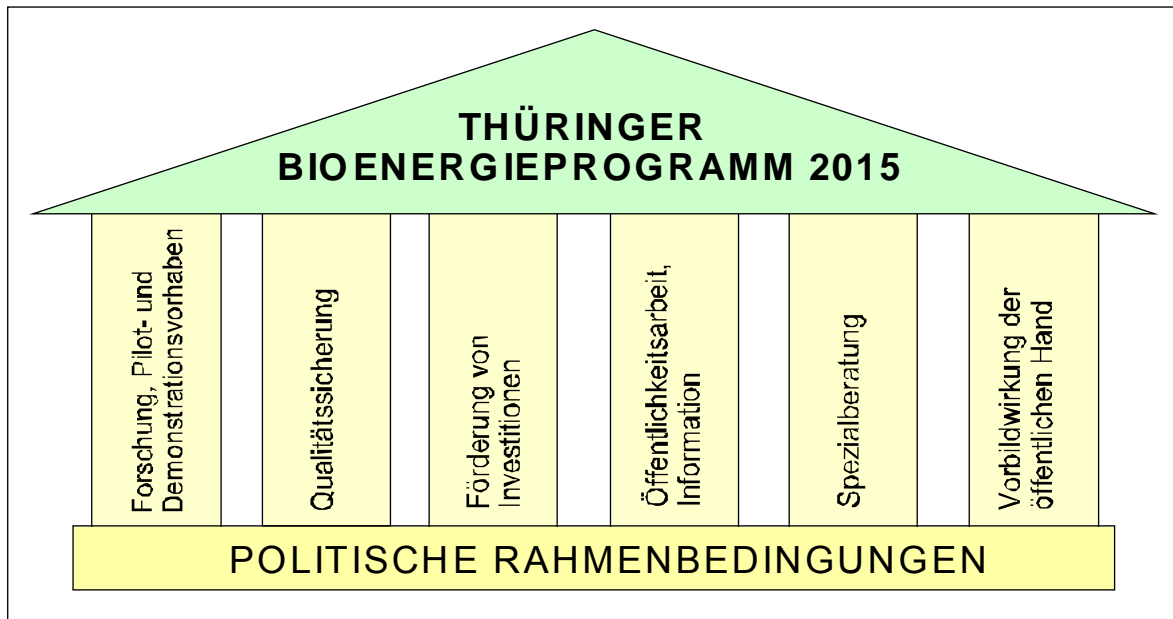 THÜRINGER
BIOENERGIEPROGRAMM 2015
Forschung, Pilot- und
Demonstrationsvorhaben
Qualitätssicherung
Förderung von
Investitionen
Öffentlichkeitsarbeit,
Information
Spezialberatung
Vorbildwirkung der
öffentlichen Hand
POLITISCHE RAHMENBEDINGUNGEN